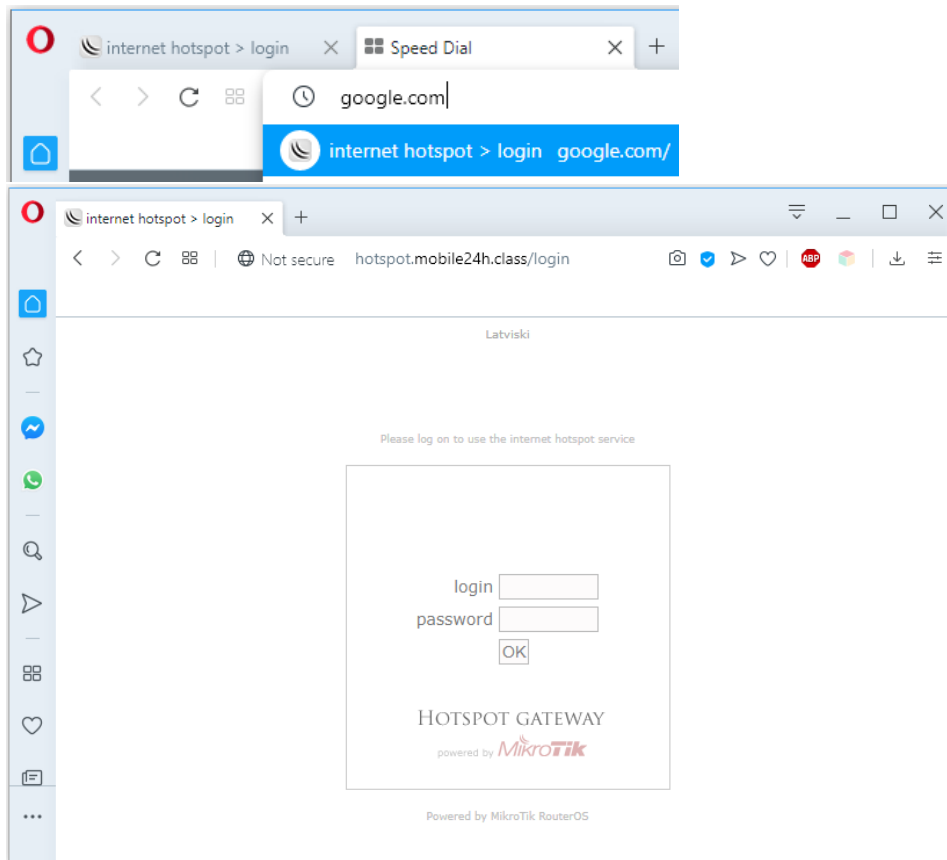 internet hotspot > login
Speed Dial
google.com
internet hotspot > login google.com/
internet hotspot > login
Not secure hotspot.mobile24h.class/login
ABP
Latviski
Please log on to use the internet hotspot service
login
password
OK
HOTSPOT GATEWAY
powered by MikroTik
Powered by MikroTik RouterOS